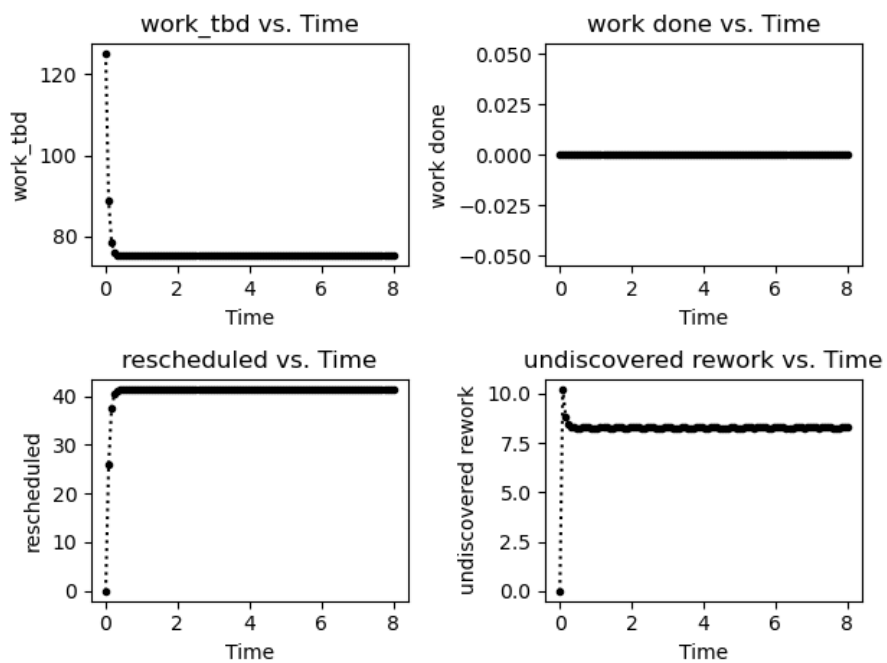 work_tbd vs. Time
work_tbd
120
100
80
0 2 4 6 8
Time
work done vs. Time
work done
0.050
0.025
0.000
−0.025
−0.050
0 2 4 6 8
Time
rescheduled vs. Time
rescheduled
40
30
20
10
0
0 2 4 6 8
Time
undiscovered rework vs. Time
undiscovered rework
10.0
7.5
5.0
2.5
0.0
0 2 4 6 8
Time